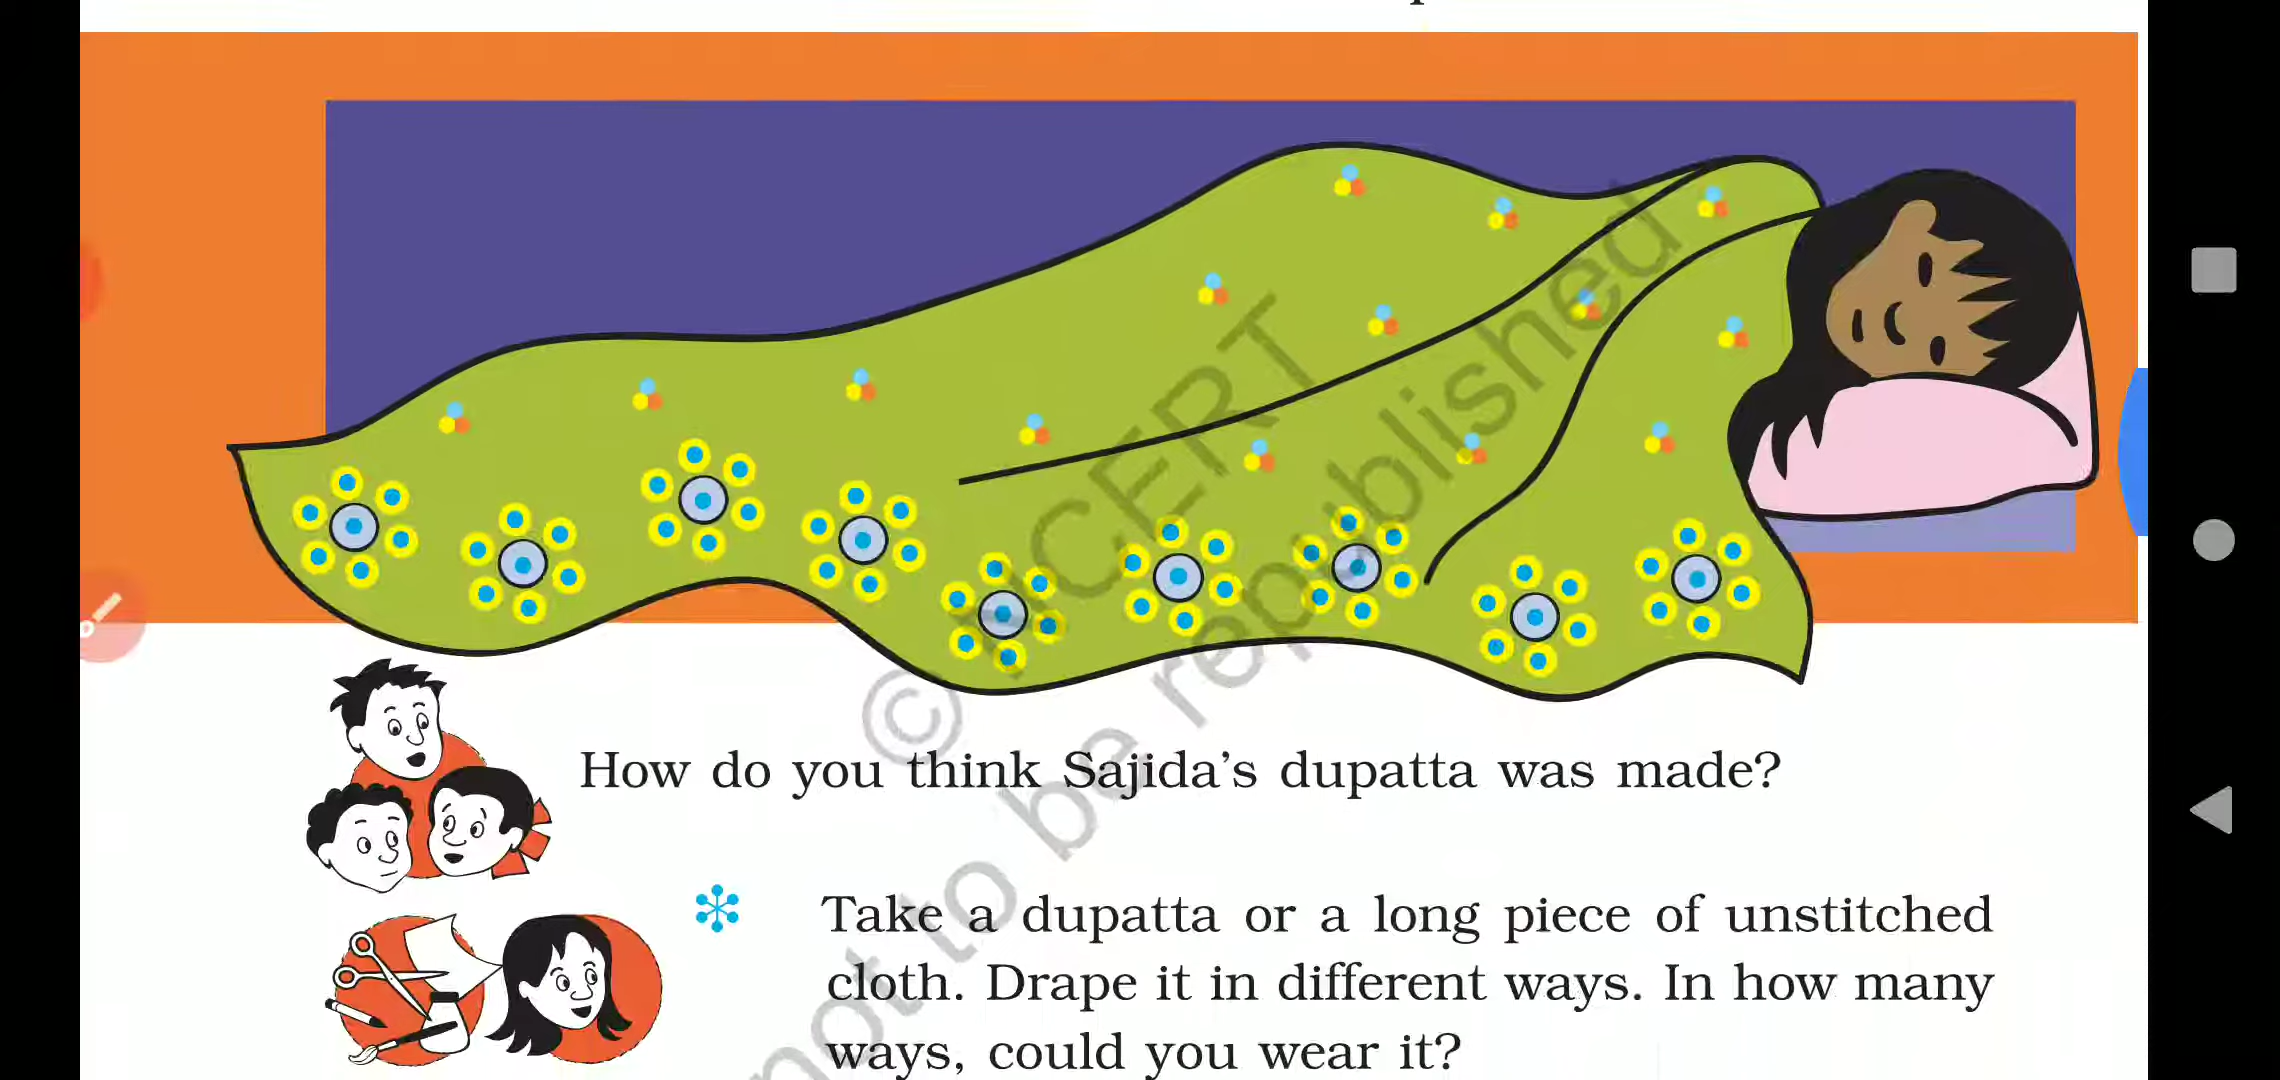 How do you think Sajida's dupatta was made?
Take a dupatta or a long piece of unstitched
cloth. Drape it in different ways. In how many
ways, could you wear it?
© NCERT
not to be republished